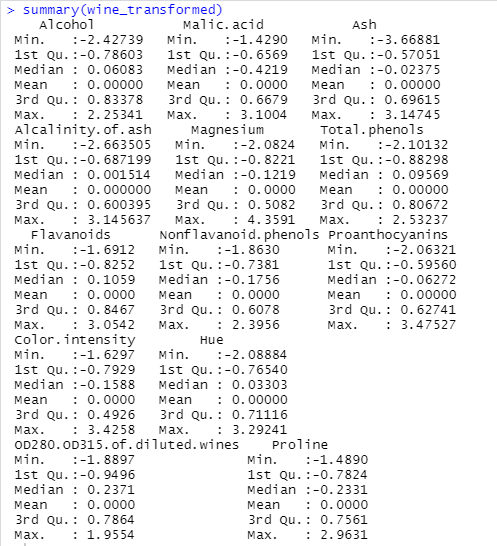 > summary(wine_transformed)
Alcohol Malic.acid Ash
Min. :-2.42739 Min. :-1.4290 Min. :-3.66881
1st Qu.:-0.78603 1st Qu.:-0.6569 1st Qu.:-0.57051
Median : 0.06083 Median :-0.4219 Median :-0.02375
Mean : 0.00000 Mean : 0.0000 Mean : 0.00000
3rd Qu.: 0.83378 3rd Qu.: 0.6679 3rd Qu.: 0.69615
Max. : 2.25341 Max. : 3.1004 Max. : 3.14745
Alcalinity.of.ash Magnesium Total.phenols
Min. :-2.663505 Min. :-2.0824 Min. :-2.10132
1st Qu.:-0.687199 1st Qu.:-0.8221 1st Qu.:-0.88298
Median : 0.001514 Median :-0.1219 Median : 0.09569
Mean : 0.000000 Mean : 0.0000 Mean : 0.00000
3rd Qu.: 0.600395 3rd Qu.: 0.5082 3rd Qu.: 0.80672
Max. : 3.145637 Max. : 4.3591 Max. : 2.53237
Flavanoids Nonflavanoid.phenols Proanthocyanins
Min. :-1.6912 Min. :-1.8630 Min. :-2.06321
1st Qu.:-0.8252 1st Qu.:-0.7381 1st Qu.:-0.59560
Median : 0.1059 Median :-0.1756 Median :-0.06272
Mean : 0.0000 Mean : 0.0000 Mean : 0.00000
3rd Qu.: 0.8467 3rd Qu.: 0.6078 3rd Qu.: 0.62741
Max. : 3.0542 Max. : 2.3956 Max. : 3.47527
Color.intensity Hue
Min. :-1.6297 Min. :-2.08884
1st Qu.:-0.7929 1st Qu.:-0.76540
Median :-0.1588 Median : 0.03303
Mean : 0.0000 Mean : 0.00000
3rd Qu.: 0.4926 3rd Qu.: 0.71116
Max. : 3.4258 Max. : 3.29241
OD280.OD315.of.diluted.wines Proline
Min. :-1.8897 Min. :-1.4890
1st Qu.:-0.9496 1st Qu.:-0.7824
Median : 0.2371 Median :-0.2331
Mean : 0.0000 Mean : 0.0000
3rd Qu.: 0.7864 3rd Qu.: 0.7561
Max. : 1.9554 Max. : 2.9631